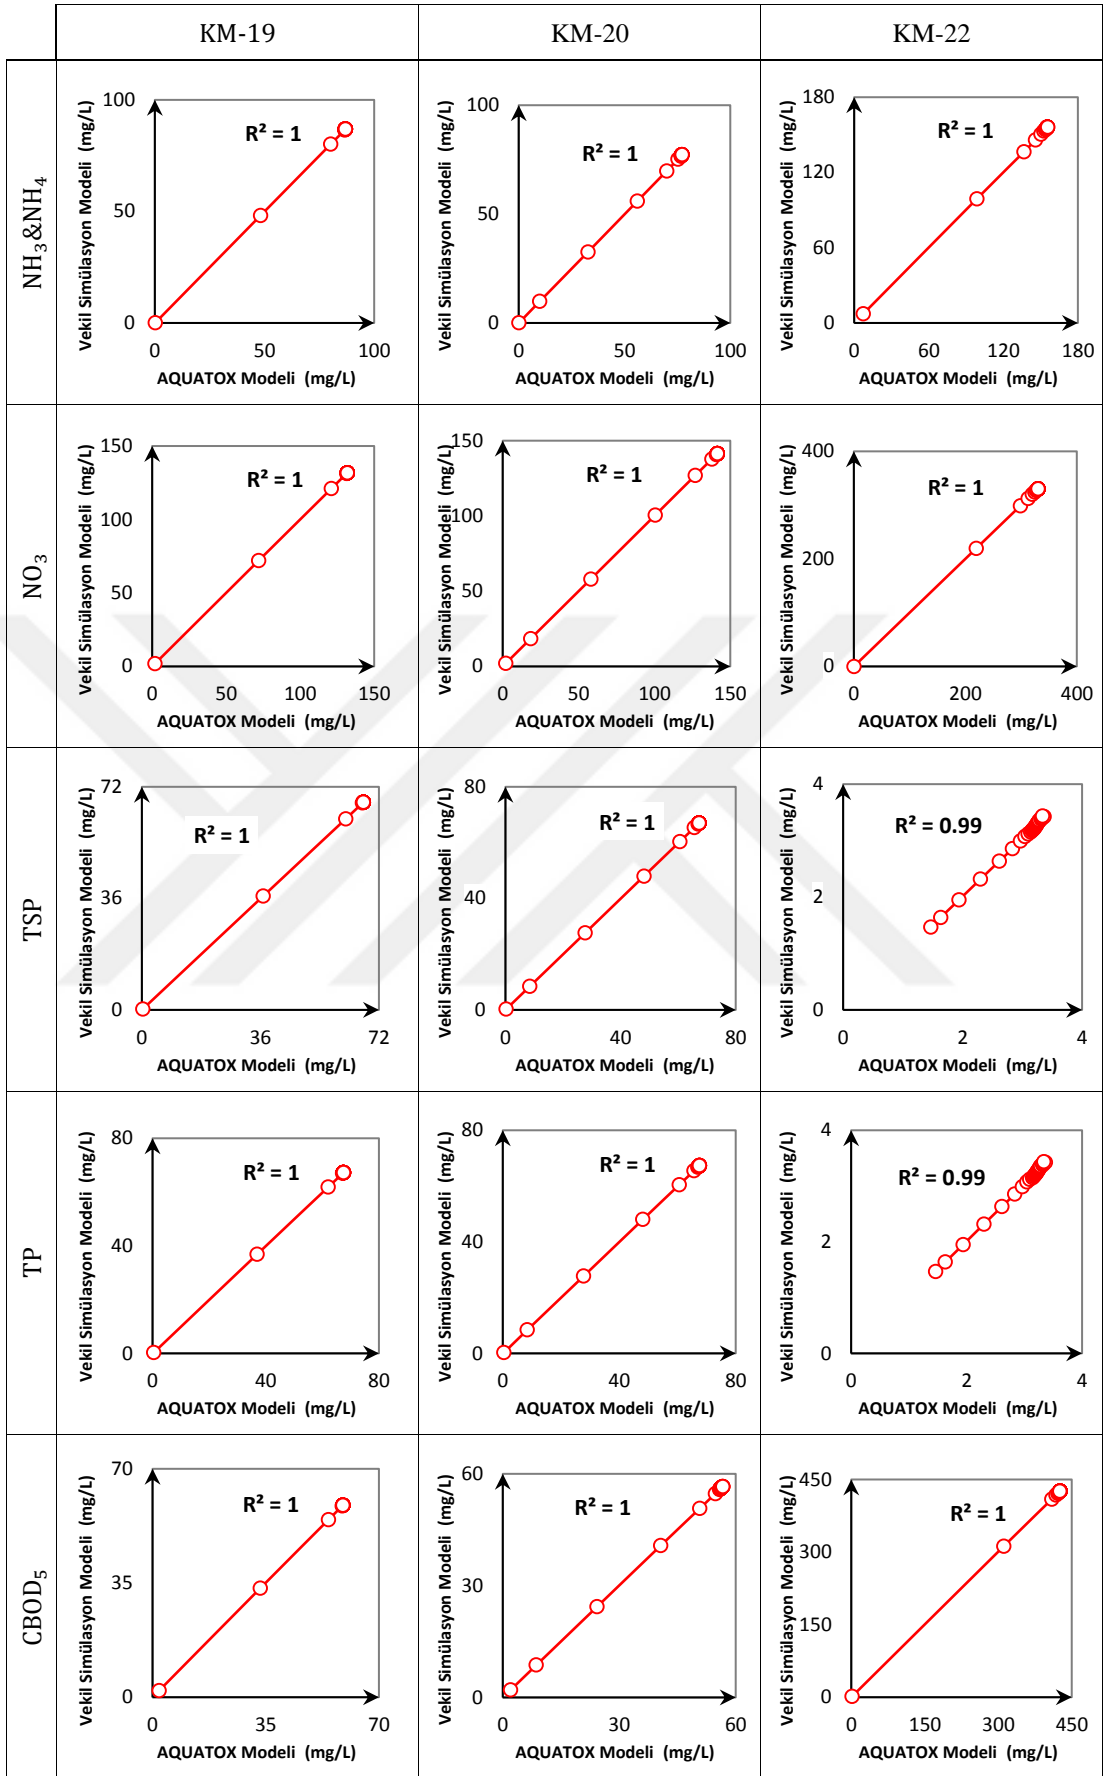 KM-19 KM-20 KM-22
NH₃&NH₄
Vekil Simülasyon Modeli (mg/L)
100
50
0
R² = 1
0 50 100
AQUATOX Modeli (mg/L)
Vekil Simülasyon Modeli (mg/L)
100
50
0
R² = 1
0 50 100
AQUATOX Modeli (mg/L)
Vekil Simülasyon Modeli (mg/L)
180
120
60
0
R² = 1
0 60 120 180
AQUATOX Modeli (mg/L)
NO₃
Vekil Simülasyon Modeli (mg/L)
150
100
50
0
R² = 1
0 50 100 150
AQUATOX Modeli (mg/L)
Vekil Simülasyon Modeli (mg/L)
150
100
50
0
R² = 1
0 50 100 150
AQUATOX Modeli (mg/L)
Vekil Simülasyon Modeli (mg/L)
400
200
0
R² = 1
0 200 400
AQUATOX Modeli (mg/L)
TSP
Vekil Simülasyon Modeli (mg/L)
72
36
0
R² = 1
0 36 72
AQUATOX Modeli (mg/L)
Vekil Simülasyon Modeli (mg/L)
80
40
0
R² = 1
0 40 80
AQUATOX Modeli (mg/L)
Vekil Simülasyon Modeli (mg/L)
4
2
0
R² = 0.99
0 2 4
AQUATOX Modeli (mg/L)
TP
Vekil Simülasyon Modeli (mg/L)
80
40
0
R² = 1
0 40 80
AQUATOX Modeli (mg/L)
Vekil Simülasyon Modeli (mg/L)
80
40
0
R² = 1
0 40 80
AQUATOX Modeli (mg/L)
Vekil Simülasyon Modeli (mg/L)
4
2
0
R² = 0.99
0 2 4
AQUATOX Modeli (mg/L)
CBOD₅
Vekil Simülasyon Modeli (mg/L)
70
35
0
R² = 1
0 35 70
AQUATOX Modeli (mg/L)
Vekil Simülasyon Modeli (mg/L)
60
30
0
R² = 1
0 30 60
AQUATOX Modeli (mg/L)
Vekil Simülasyon Modeli (mg/L)
450
300
150
0
R² = 1
0 150 300 450
AQUATOX Modeli (mg/L)